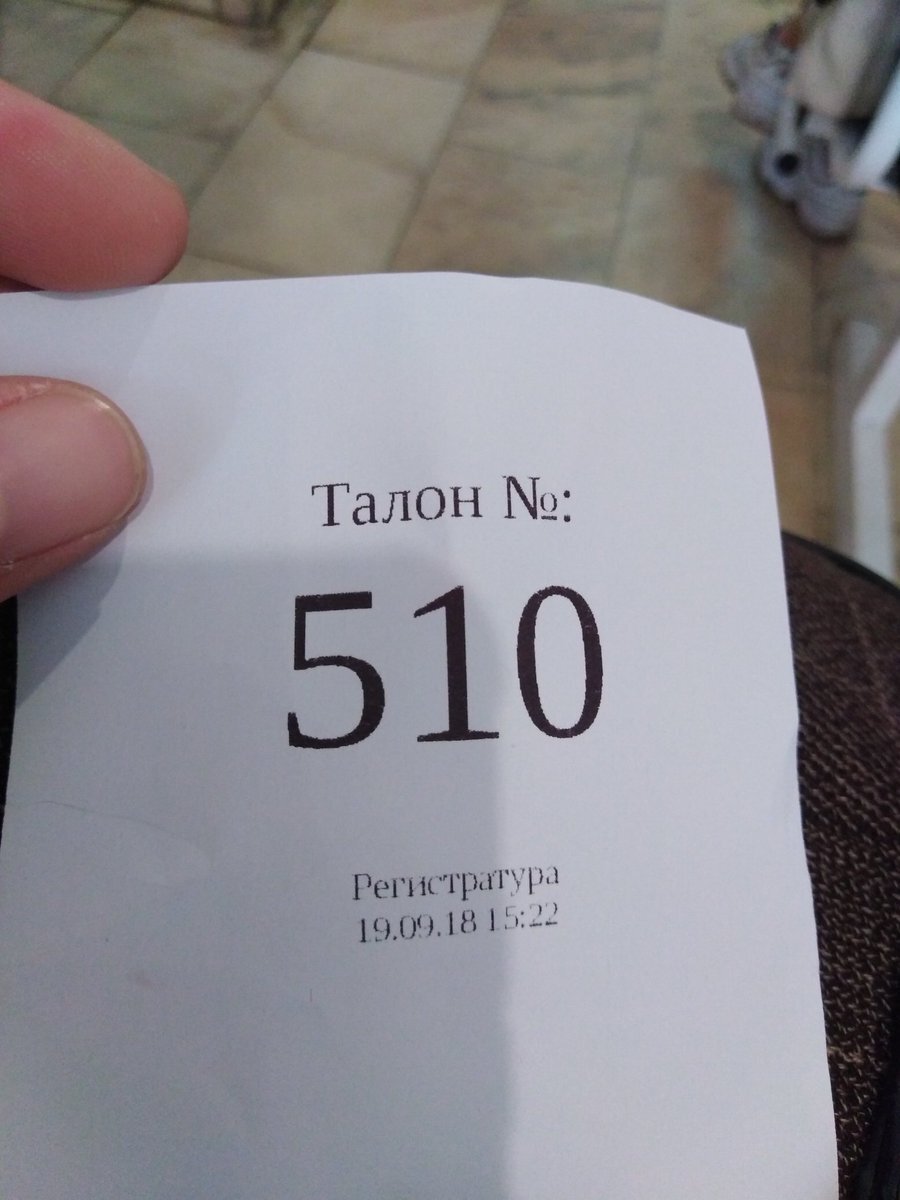 Талон №:
510
Регистратура
19.09.18 15:22